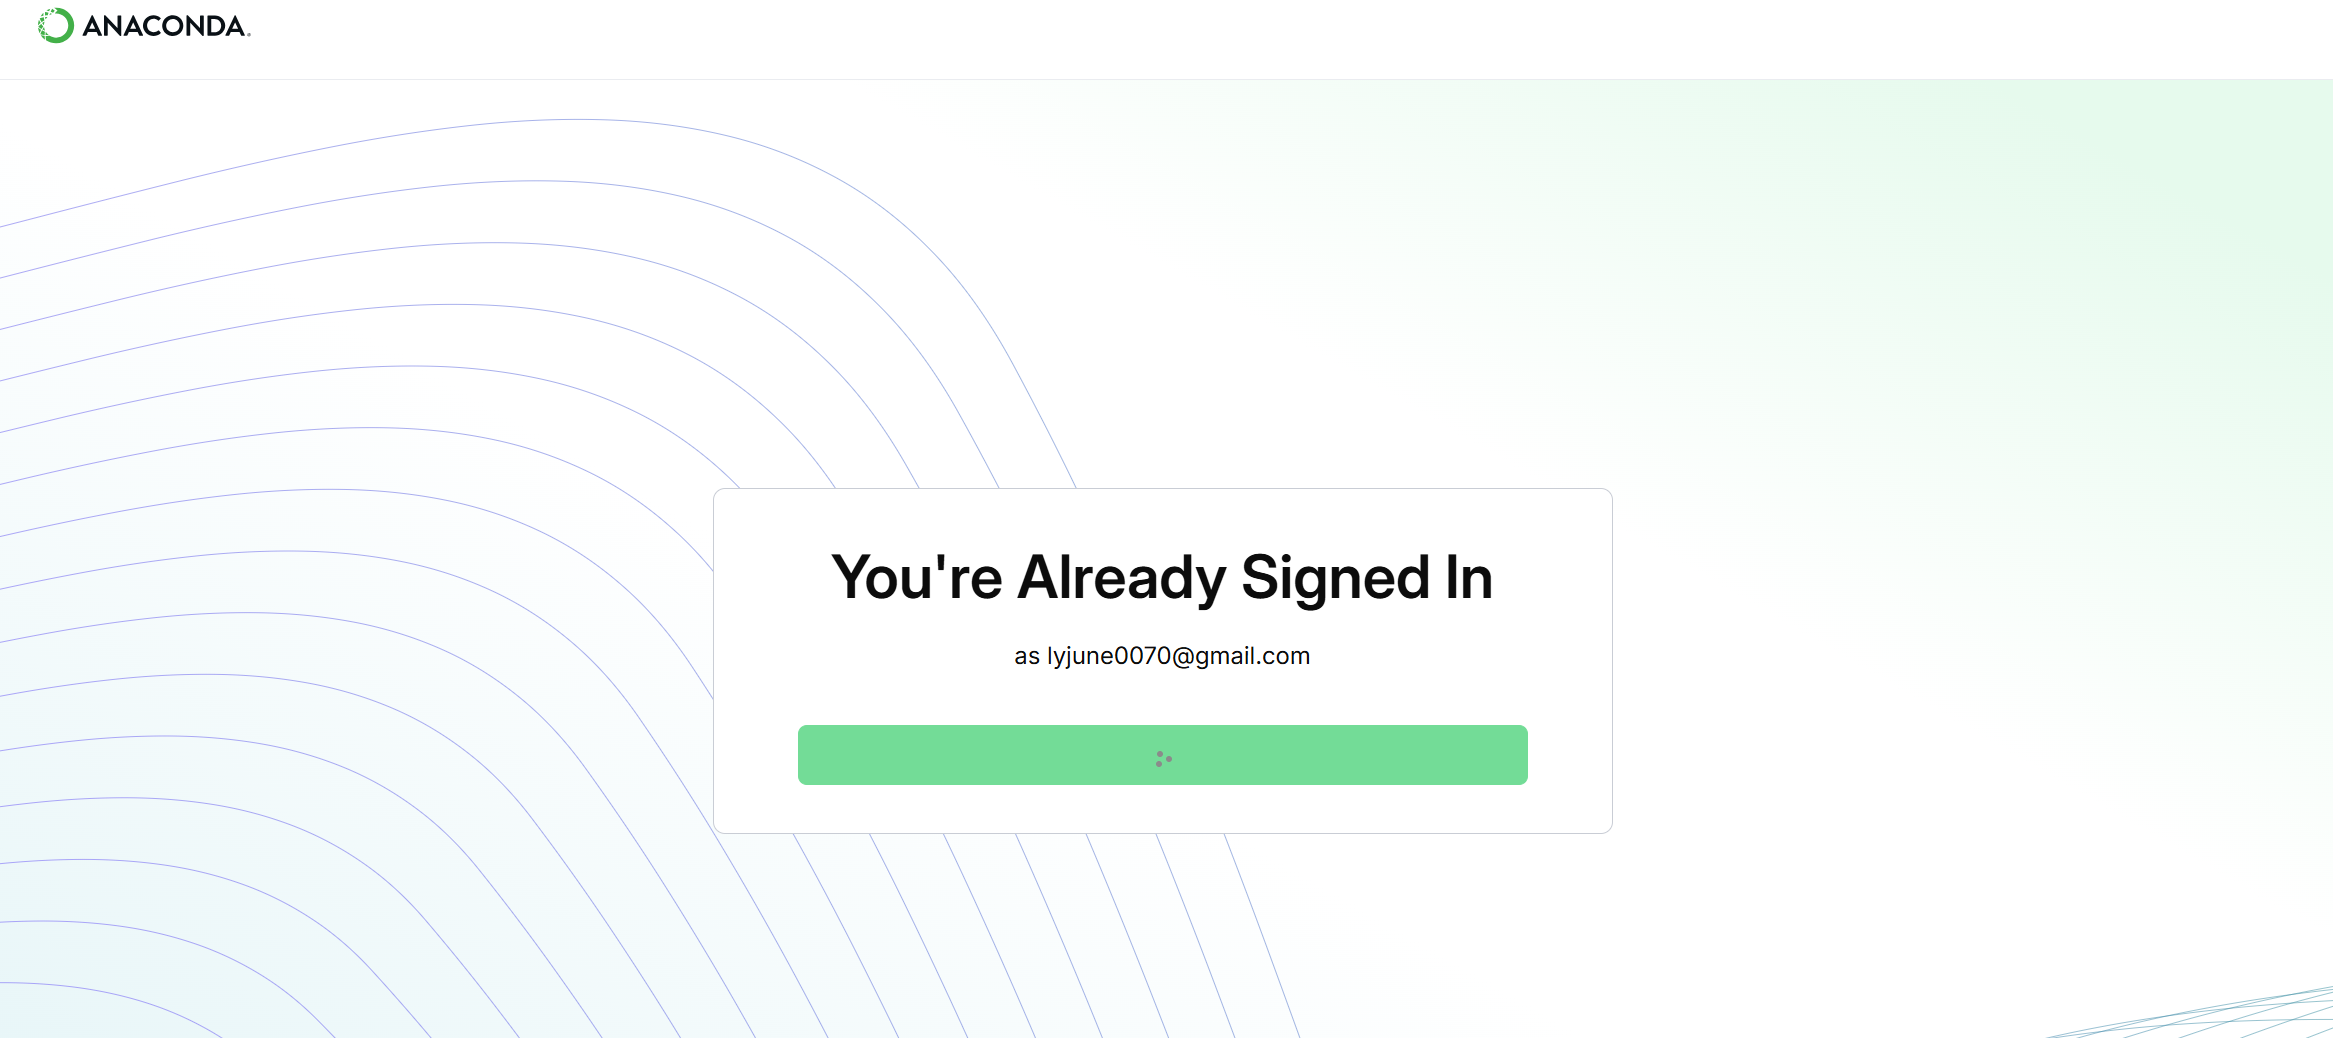 ANACONDA.
You're Already Signed In
as lyjune0070@gmail.com